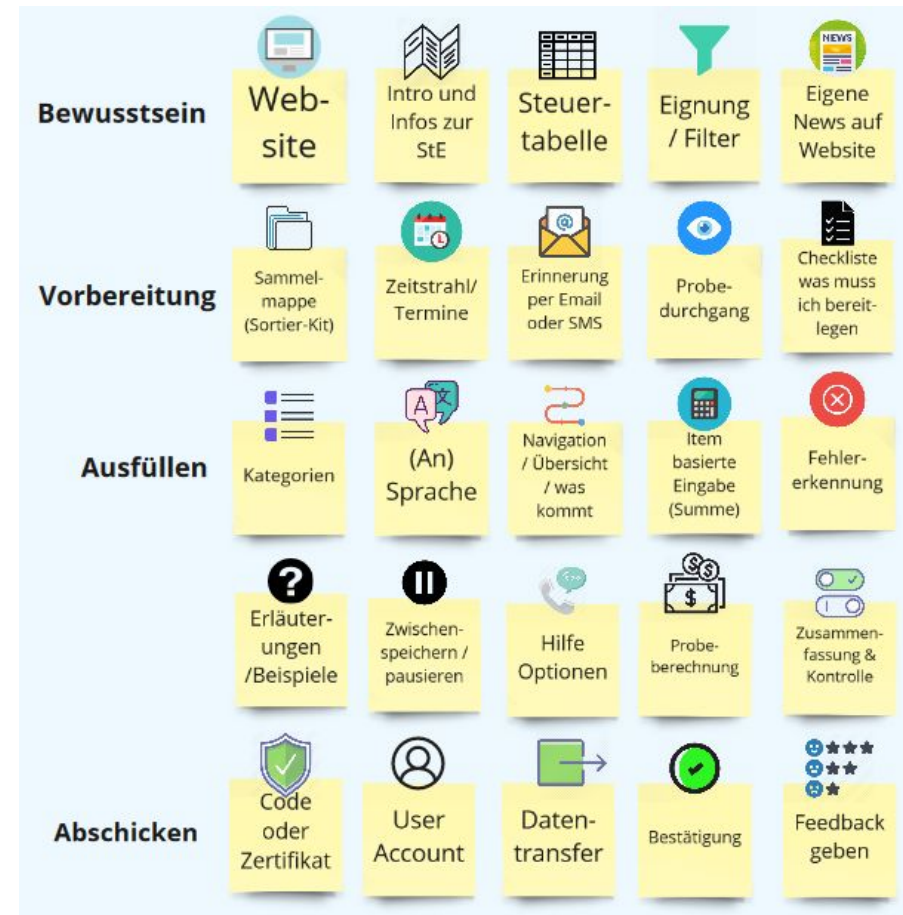 NEWS
Bewusstsein
Web-
site
Intro und
Infos zur
StE
Steuer-
tabelle
Eignung
/ Filter
Eigene
News auf
Website
Vorbereitung
Sammel-
mappe
(Sortier-Kit)
Zeitstrahl/
Termine
@
Erinnerung
per Email
oder SMS
Probe-
durchgang
Checkliste
was muss
ich bereit-
legen
Ausfüllen
Kategorien
A 文
(An)
Sprache
Navigation
/ Übersicht
/ was
kommt
Item
basierte
Eingabe
(Summe)
Fehler-
erkennung
?
Erläuter-
ungen
/Beispiele
Zwischen-
speichern /
pausieren
Hilfe
Optionen
$ $
$
Probe-
berechnung
Zusammen-
fassung &
Kontrolle
Abschicken
Code
oder
Zertifikat
User
Account
Daten-
transfer
Bestätigung
Feedback
geben